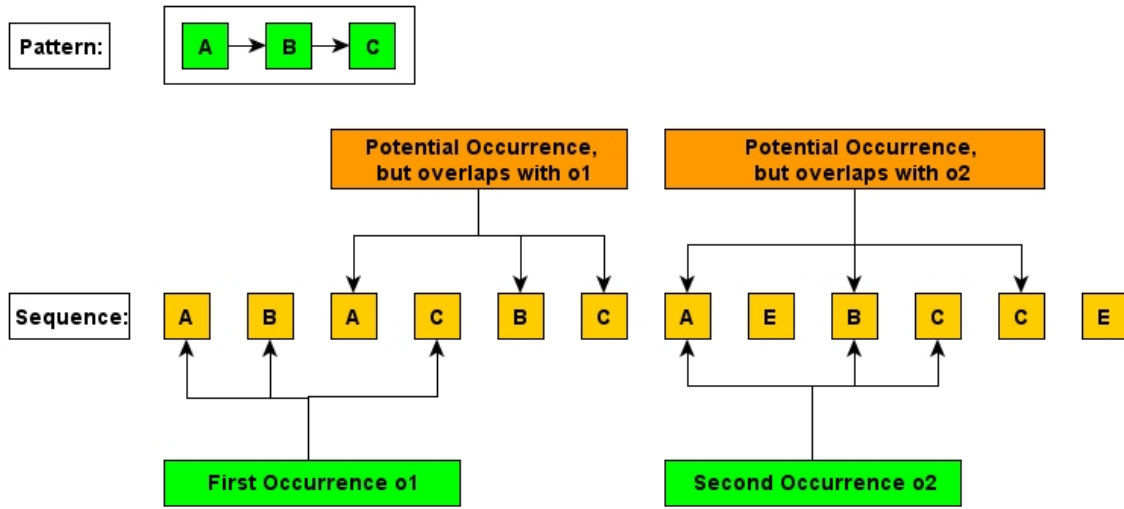 Pattern:
A B C
Potential Occurrence,
but overlaps with o1
Potential Occurrence,
but overlaps with o2
Sequence: A B A C B C A E B C C E
First Occurrence o1
Second Occurrence o2